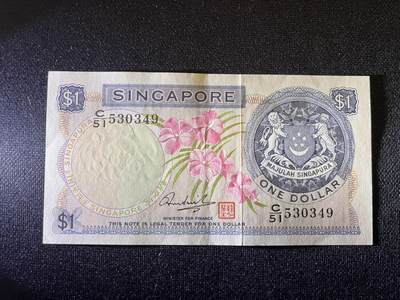 $1
SINGAPORE
$1
C/51 530349
MAJULAH SINGAPURA
ONE DOLLAR
C/51 530349
$1
MINISTER FOR FINANCE
THIS NOTE IS LEGAL TENDER FOR ONE DOLLAR